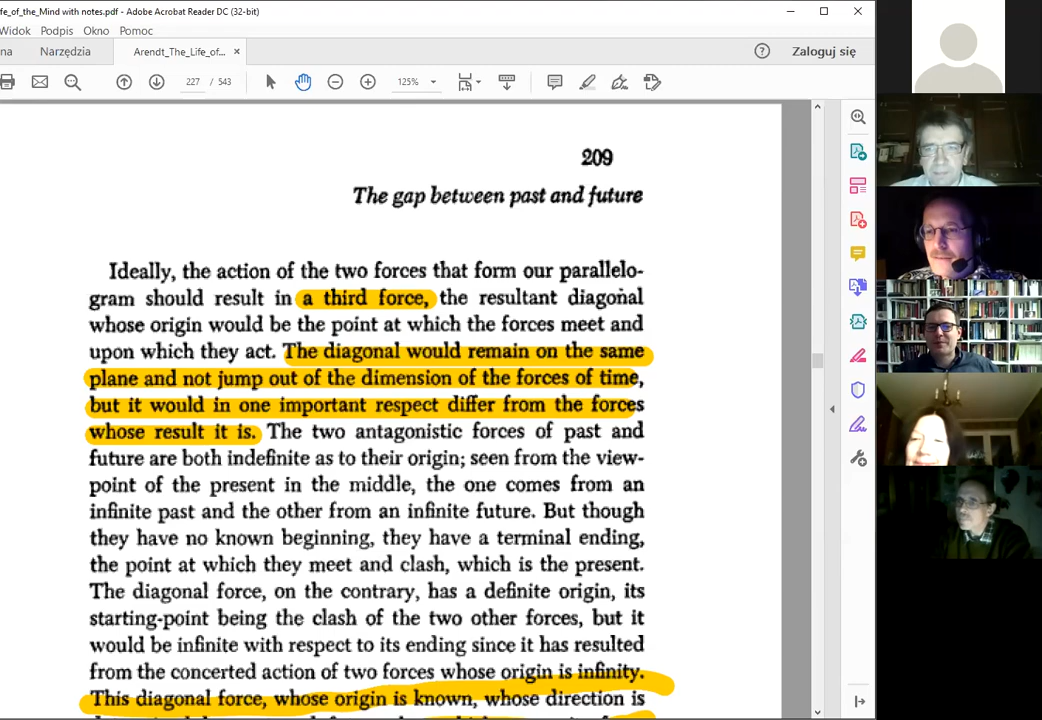 fe_of_the_Mind with notes.pdf - Adobe Acrobat Reader DC (32-bit)
Widok Podpis Okno Pomoc
na Narzędzia Arendt_The_Life_of... × Zaloguj się
227 / 543 125%
209
The gap between past and future
Ideally, the action of the two forces that form our parallelo-
gram should result in a third force, the resultant diagonal
whose origin would be the point at which the forces meet and
upon which they act. The diagonal would remain on the same
plane and not jump out of the dimension of the forces of time,
but it would in one important respect differ from the forces
whose result it is. The two antagonistic forces of past and
future are both indefinite as to their origin; seen from the view-
point of the present in the middle, the one comes from an
infinite past and the other from an infinite future. But though
they have no known beginning, they have a terminal ending,
the point at which they meet and clash, which is the present.
The diagonal force, on the contrary, has a definite origin, its
starting-point being the clash of the two other forces, but it
would be infinite with respect to its ending since it has resulted
from the concerted action of two forces whose origin is infinity.
This diagonal force, whose origin is known, whose direction is